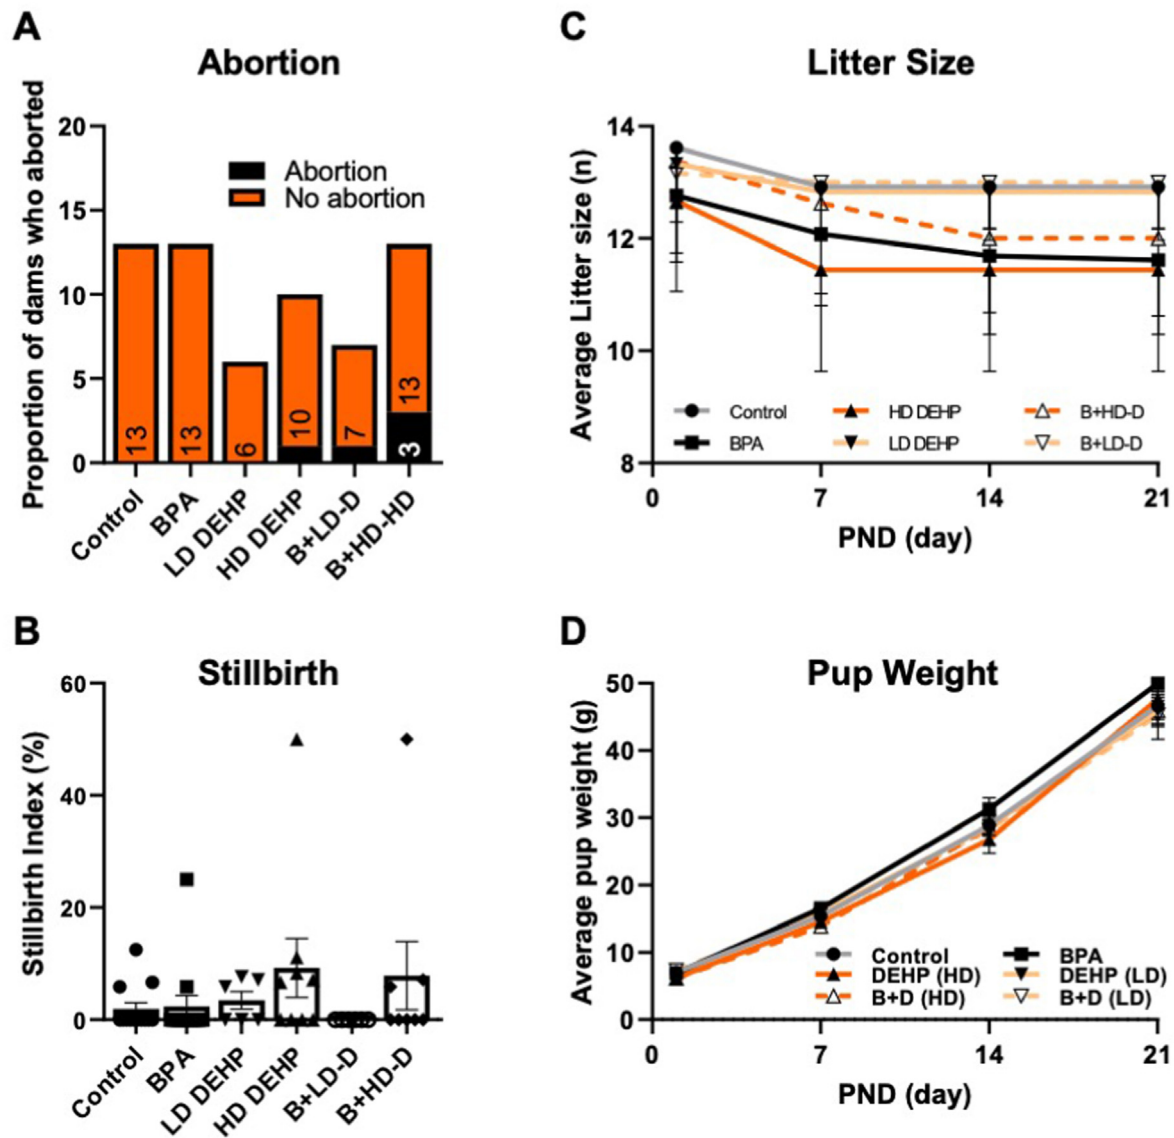 A
Abortion
Proportion of dams who aborted
20
15
10
5
0
Abortion
No abortion
13
13
6
10
7
13
3
Control
BPA
LD DEHP
HD DEHP
B+LD-D
B+HD-HD
C
Litter Size
Average Litter size (n)
14
12
10
8
Control
HD DEHP
B+HD-D
BPA
LD DEHP
B+LD-D
0
7
14
21
PND (day)
B
Stillbirth
Stillbirth Index (%)
60
40
20
0
Control
BPA
LD DEHP
HD DEHP
B+LD-D
B+HD-D
D
Pup Weight
Average pup weight (g)
50
40
30
20
10
0
Control
BPA
DEHP (HD)
DEHP (LD)
B+D (HD)
B+D (LD)
0
7
14
21
PND (day)